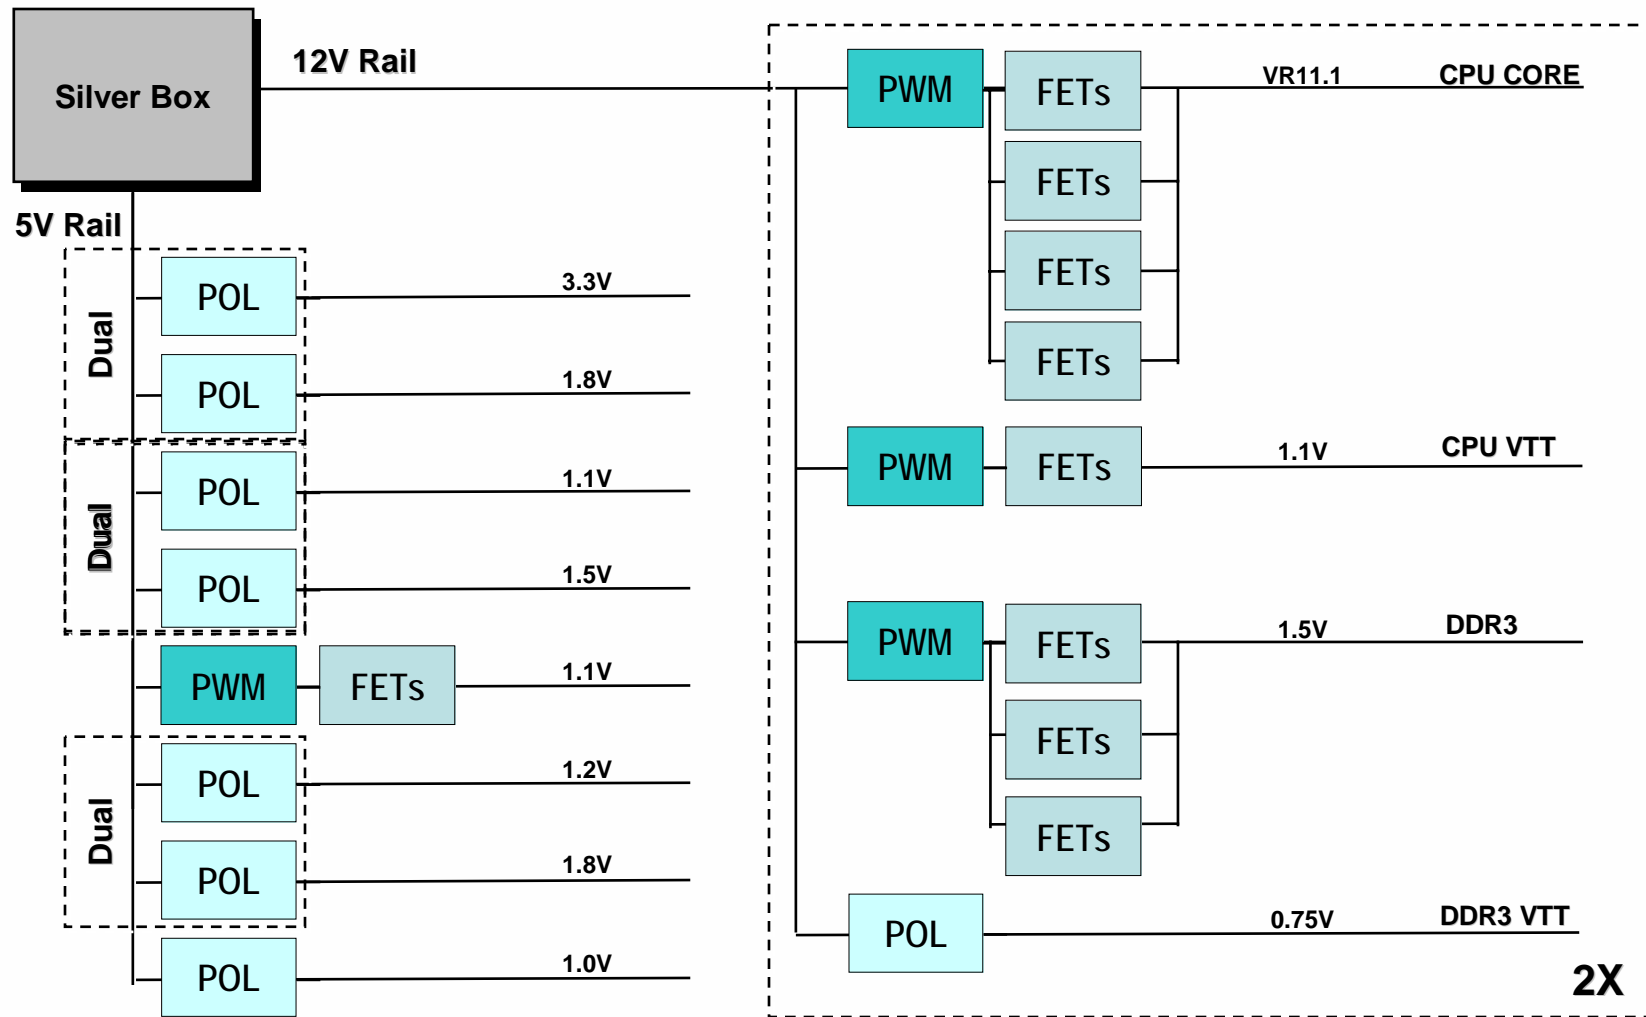 Silver Box
12V Rail
5V Rail
Dual
POL
3.3V
POL
1.8V
Dual
POL
1.1V
POL
1.5V
PWM
FETs
1.1V
Dual
POL
1.2V
POL
1.8V
POL
1.0V
PWM
FETs
VR11.1
CPU CORE
FETs
FETs
FETs
PWM
FETs
1.1V
CPU VTT
PWM
FETs
1.5V
DDR3
FETs
FETs
POL
0.75V
DDR3 VTT
2X